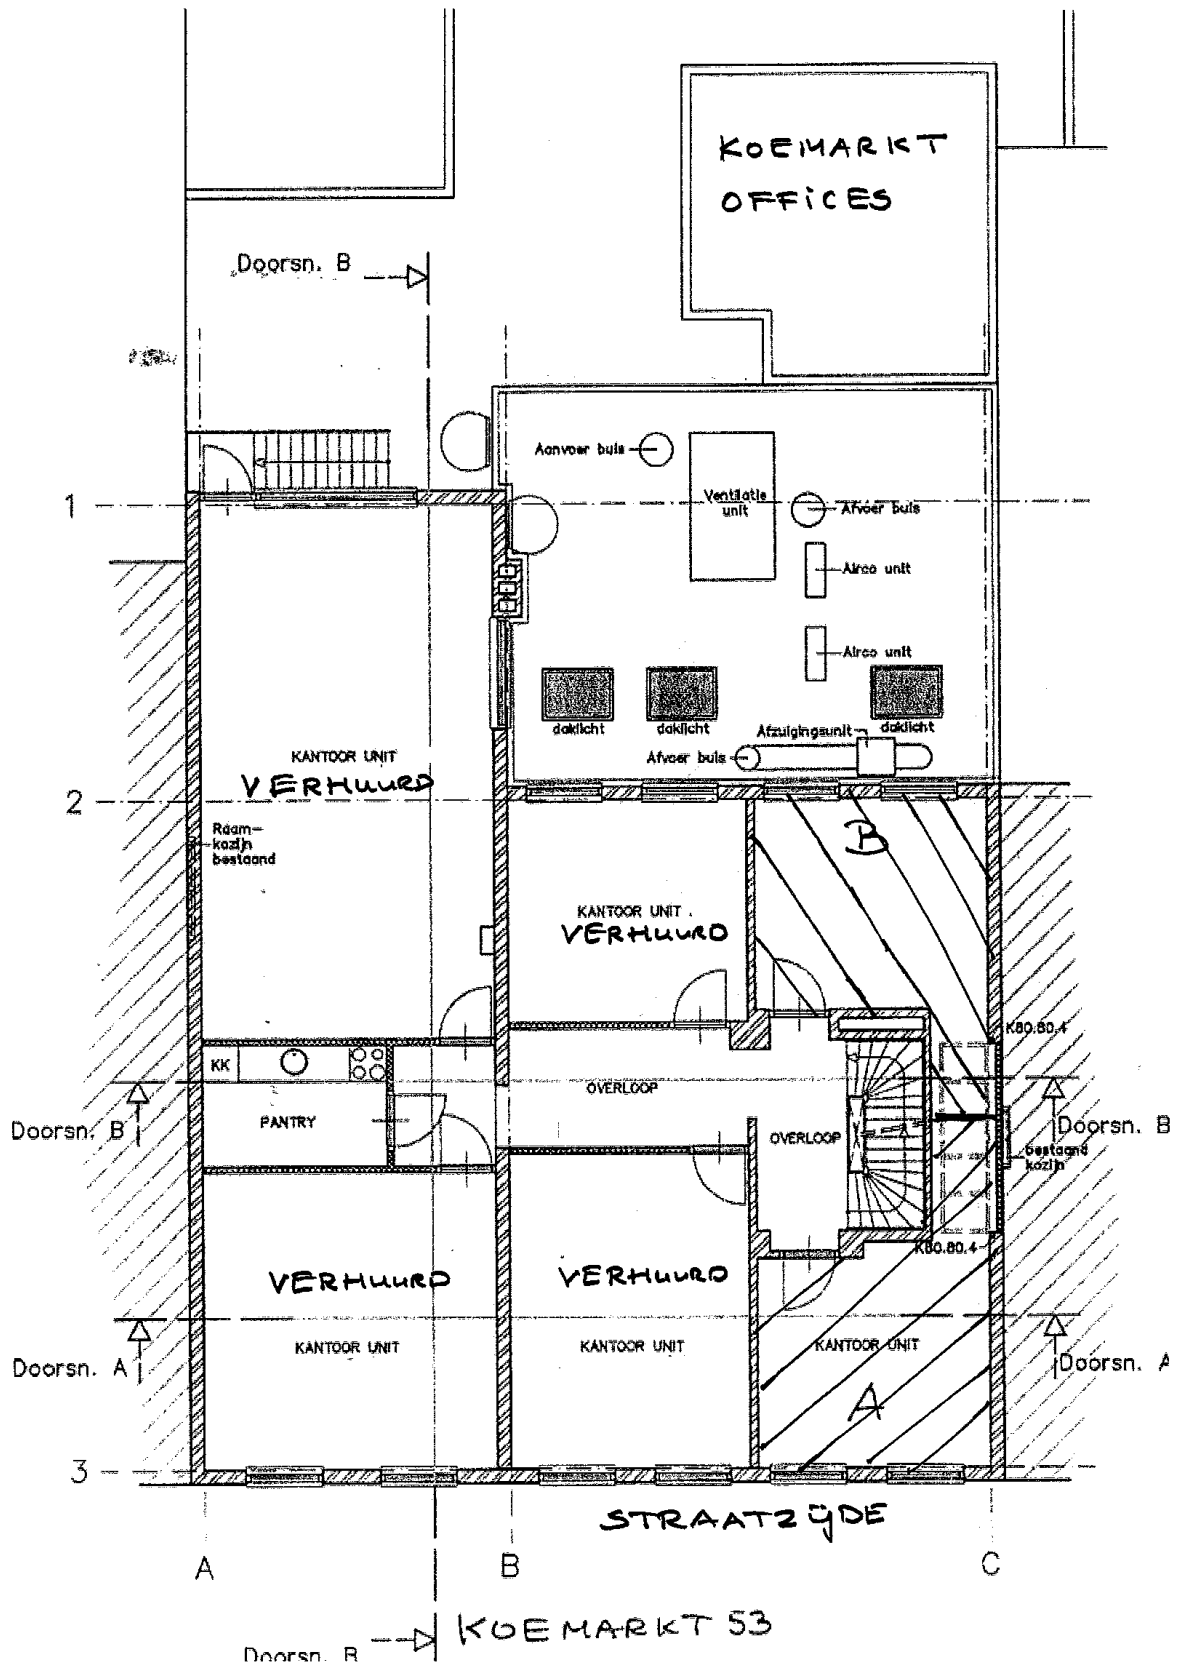 KOEMARKT
OFFICES
Doorsn. B
Aanvoer buis
Ventilatie
unit
Afvoer buis
1
Airco unit
Airco unit
daklicht
daklicht
daklicht
Afzuigingsunit
Afvoer buis
KANTOOR UNIT
VERHUURD
2
Raam-
kozijn
bestaand
B
KANTOOR UNIT
VERHUURD
K80.80.4
KK
OVERLOOP
PANTRY
Doorsn. B
OVERLOOP
Doorsn. B
bestaand
kozijn
K80.80.4
VERHUURD
VERHUURD
KANTOOR UNIT
KANTOOR UNIT
KANTOOR UNIT
Doorsn. A
Doorsn. A
A
3
STRAATZIJDE
A
B
C
KOEMARKT 53
Doorsn. B